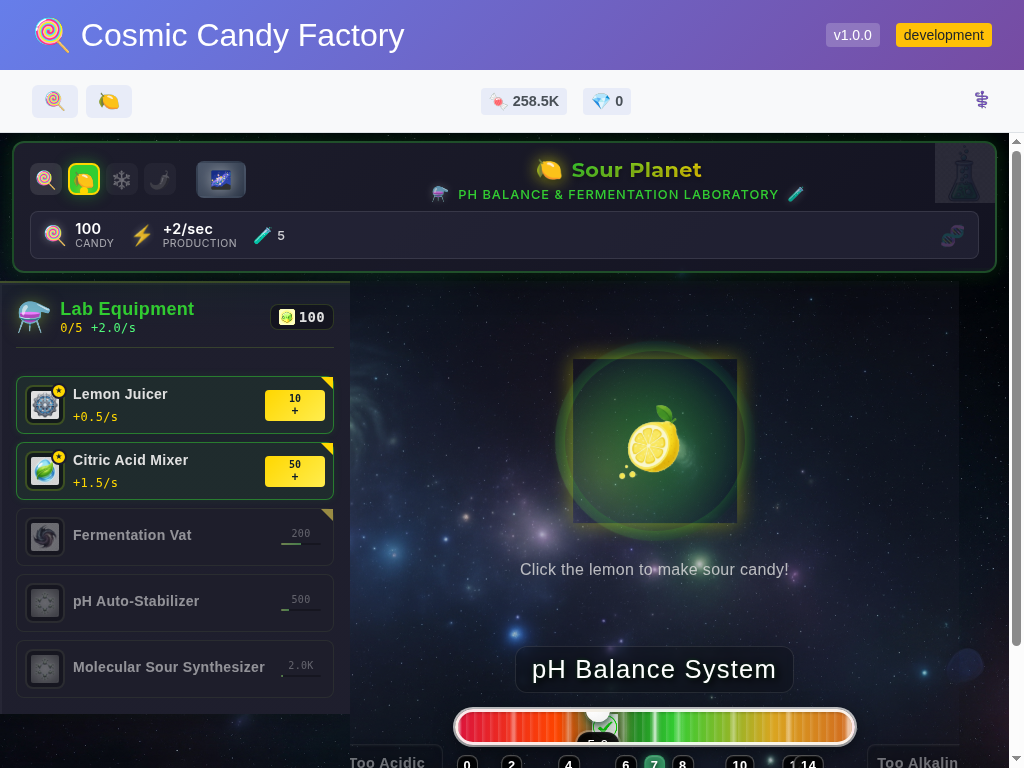 Cosmic Candy Factory
v1.0.0
development
258.5K
0
Sour Planet
PH BALANCE & FERMENTATION LABORATORY
100
CANDY
+2/sec
PRODUCTION
5
Lab Equipment
0/5 +2.0/s
100
Lemon Juicer
+0.5/s
10
+
Citric Acid Mixer
+1.5/s
50
+
Fermentation Vat
200
pH Auto-Stabilizer
500
Molecular Sour Synthesizer
2.0K
Click the lemon to make sour candy!
pH Balance System
Too Acidic
0 2 4 6 7 8 10 14
Too Alkalin